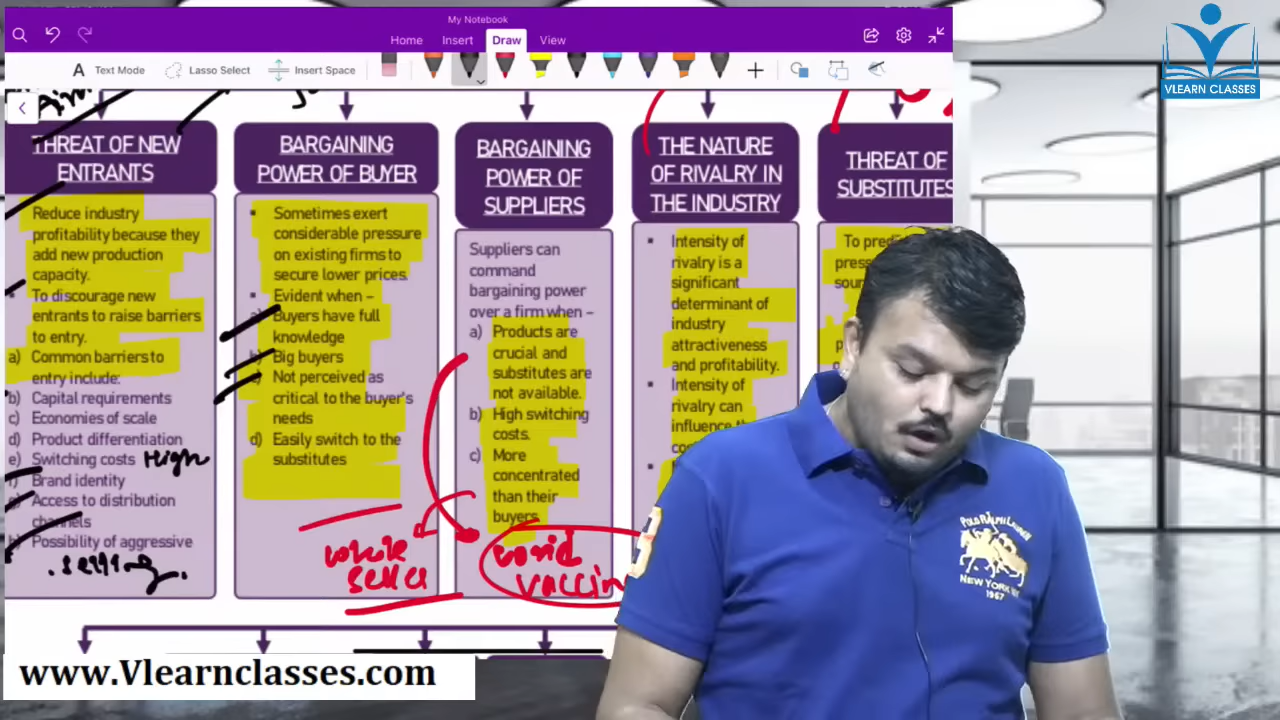 My Notebook
Home Insert Draw View
Text Mode Lasso Select Insert Space
VLEARN CLASSES
THREAT OF NEW
ENTRANTS
Reduce industry
profitability because they
add new production
capacity.
To discourage new
entrants to raise barriers
to entry.
a) Common barriers to
entry include:
b) Capital requirements
c) Economies of scale
d) Product differentiation
e) Switching costs High
f) Brand identity
g) Access to distribution
channels
h) Possibility of aggressive
BARGAINING
POWER OF BUYER
Sometimes exert
considerable pressure
on existing firms to
secure lower prices.
Evident when –
a) Buyers have full
knowledge
b) Big buyers
c) Not perceived as
critical to the buyer's
needs
d) Easily switch to the
substitutes
BARGAINING
POWER OF
SUPPLIERS
Suppliers can
command
bargaining power
over a firm when –
a) Products are
crucial and
substitutes are
not available.
b) High switching
costs.
c) More
concentrated
than their
buyers.
whole
covid
THE NATURE
OF RIVALRY IN
THE INDUSTRY
Intensity of
rivalry is a
significant
determinant of
industry
attractiveness
and profitability.
Intensity of
rivalry can
THREAT OF
SUBSTITUTES
To
POLO RALPH LAUREN
NEW YORK
1967
www.Vlearnclasses.com